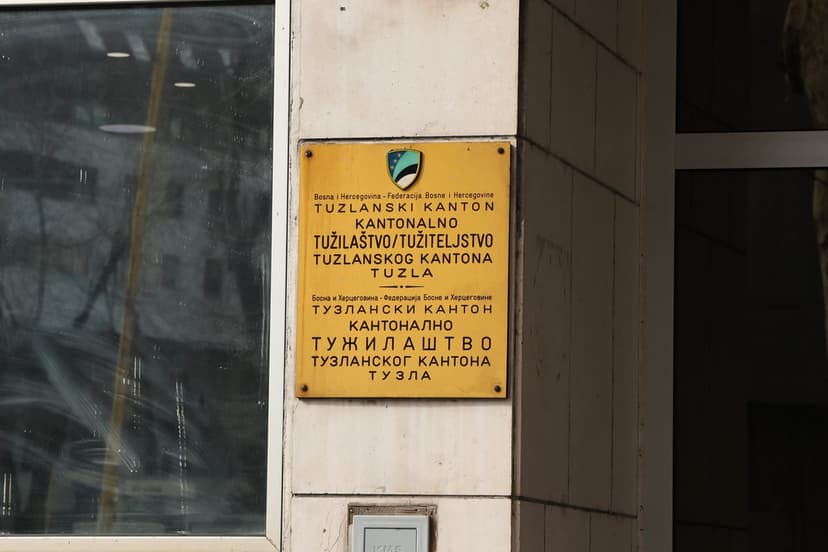 Bosna i Hercegovina - Federacija Bosne i Hercegovine
TUZLANSKI KANTON
KANTONALNO
TUŽILAŠTVO/TUŽITELJSTVO
TUZLANSKOG KANTONA
TUZLA
Босна и Херцеговина - Федерација Босне и Херцеговине
ТУЗЛАНСКИ КАНТОН
КАНТОНАЛНО
ТУЖИЛАШТВО
ТУЗЛАНСКОГ КАНТОНА
ТУЗЛА